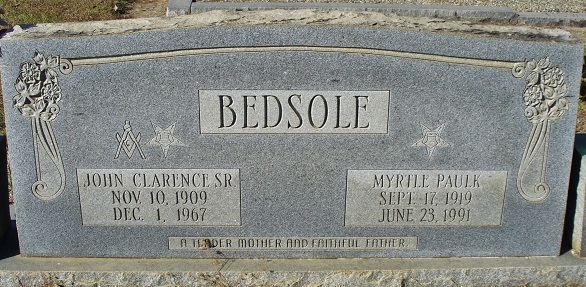 BEDSOLE
JOHN CLARENCE SR.
NOV. 10, 1909
DEC. 1, 1967
MYRTLE PAULK
SEPT. 17, 1919
JUNE 23, 1991
A TENDER MOTHER AND FAITHFUL FATHER.